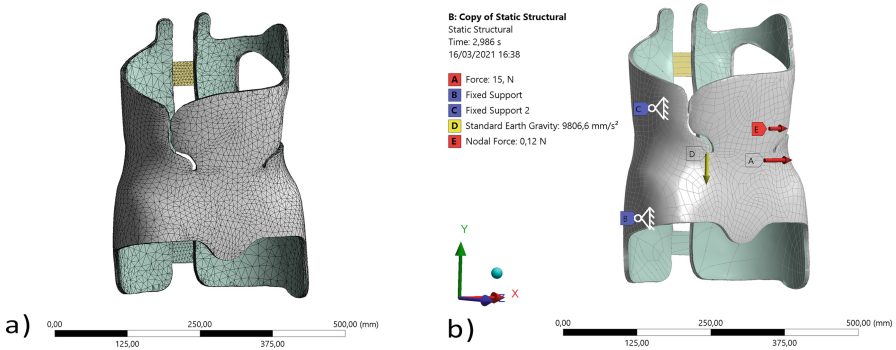 B: Copy of Static Structural
Static Structural
Time: 2,986 s
16/03/2021 16:38
A Force: 15, N
B Fixed Support
C Fixed Support 2
D Standard Earth Gravity: 9806,6 mm/s²
E Nodal Force: 0,12 N
C
E
D
A
B
Y
X
a)
0,00 250,00 500,00 (mm)
125,00 375,00
b)
0,00 250,00 500,00 (mm)
125,00 375,00